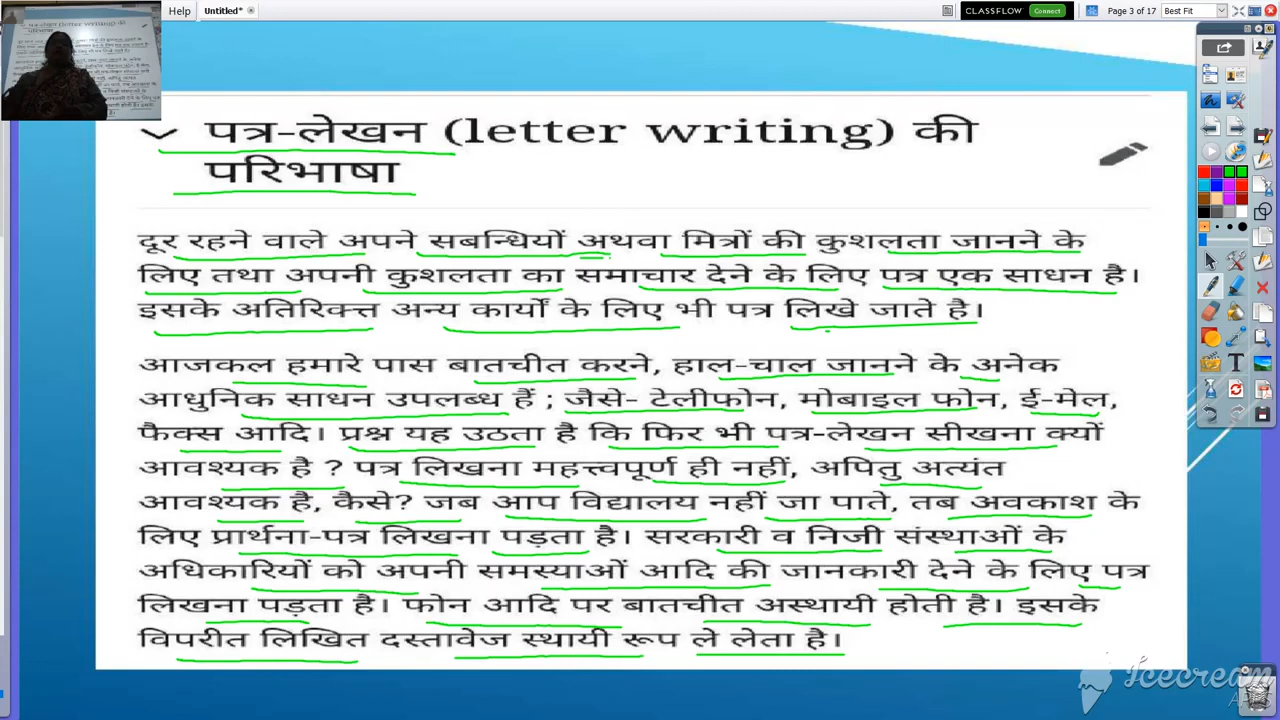 Help Untitled* CLASSFLOW Connect Page 3 of 17 Best Fit
पत्र-लेखन (letter writing) की
परिभाषा
दूर रहने वाले अपने सबन्धियों अथवा मित्रों की कुशलता जानने के
लिए तथा अपनी कुशलता का समाचार देने के लिए पत्र एक साधन है।
इसके अतिरिक्त्त अन्य कार्यों के लिए भी पत्र लिखे जाते है।
आजकल हमारे पास बातचीत करने, हाल-चाल जानने के अनेक
आधुनिक साधन उपलब्ध हैं ; जैसे- टेलीफोन, मोबाइल फोन, ई-मेल,
फैक्स आदि। प्रश्न यह उठता है कि फिर भी पत्र-लेखन सीखना क्यों
आवश्यक है ? पत्र लिखना महत्त्वपूर्ण ही नहीं, अपितु अत्यंत
आवश्यक है, कैसे? जब आप विद्यालय नहीं जा पाते, तब अवकाश के
लिए प्रार्थना-पत्र लिखना पड़ता है। सरकारी व निजी संस्थाओं के
अधिकारियों को अपनी समस्याओं आदि की जानकारी देने के लिए पत्र
लिखना पड़ता है। फोन आदि पर बातचीत अस्थायी होती है। इसके
विपरीत लिखित दस्तावेज स्थायी रूप ले लेता है।
Icecream
APPS